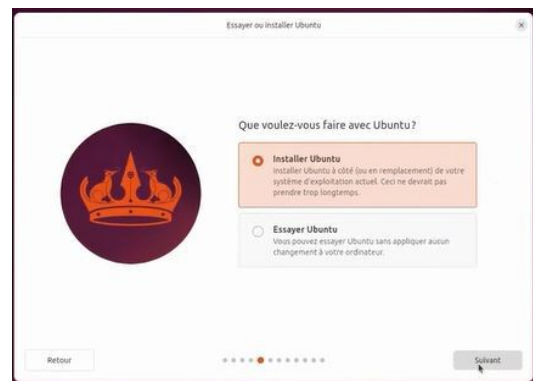 Essayer ou installer Ubuntu
Que voulez-vous faire avec Ubuntu ?
Installer Ubuntu
Installer Ubuntu à côté (ou en remplacement) de votre
système d'exploitation actuel. Ceci ne devrait pas
prendre trop longtemps.
Essayer Ubuntu
Vous pouvez essayer Ubuntu sans appliquer aucun
changement à votre ordinateur.
Retour
Suivant